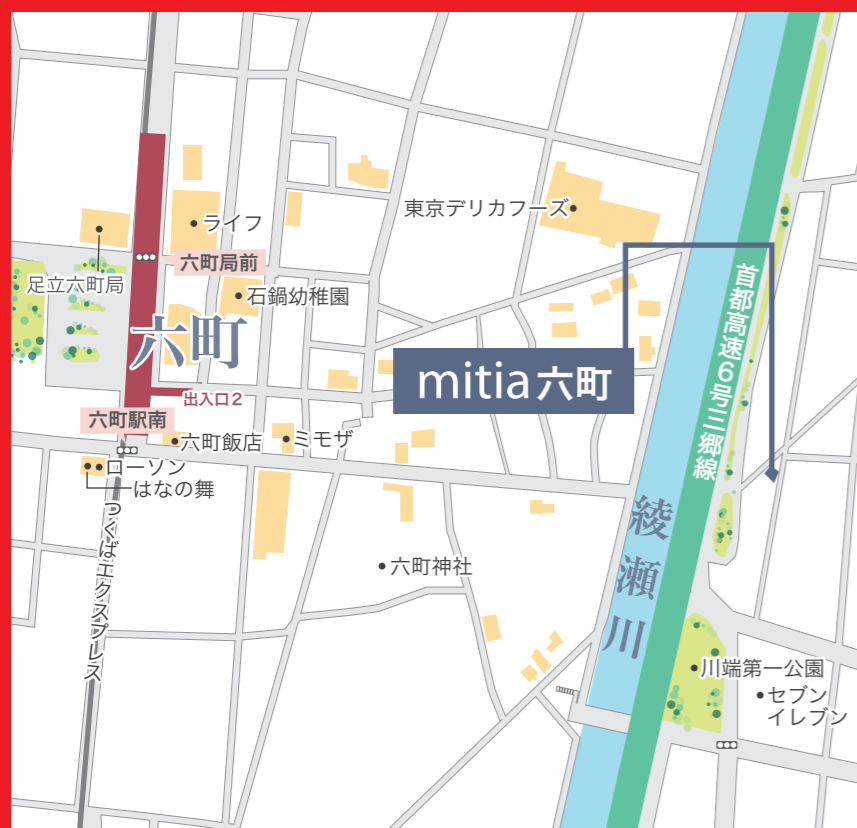 東京デリカフーズ
ライフ
六町局前
足立六町局
石鍋幼稚園
六町
首都高速6号三郷線
mitia六町
出入口2
六町駅南
六町飯店
ミモザ
ローソン
はなの舞
つくばエクスプレス
綾瀬川
六町神社
川端第一公園
セブン
イレブン